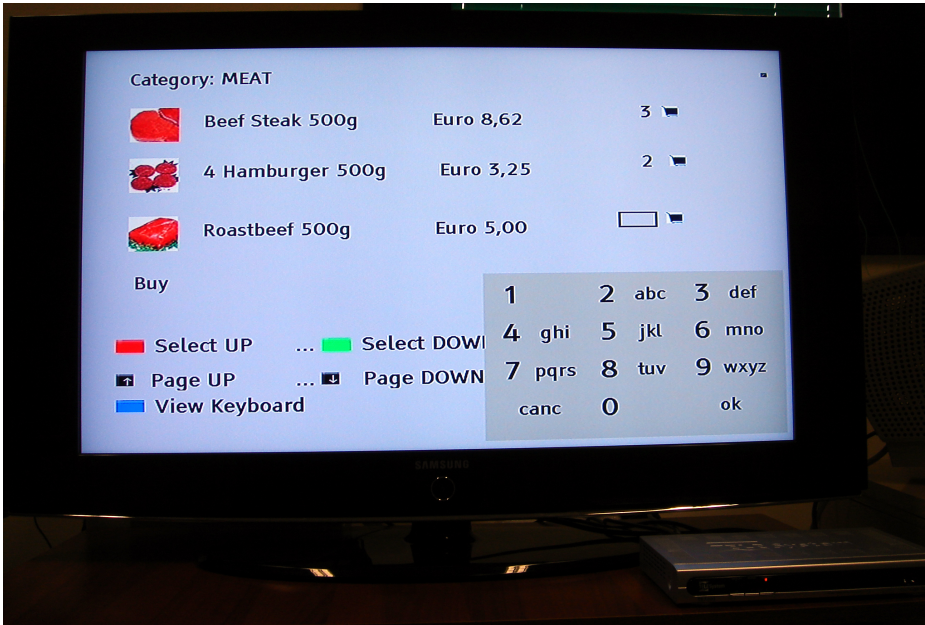 Category: MEAT
Beef Steak 500g Euro 8,62 3
4 Hamburger 500g Euro 3,25 2
Roastbeef 500g Euro 5,00
Buy
1 2 abc 3 def
4 ghi 5 jkl 6 mno
7 pqrs 8 tuv 9 wxyz
canc 0 ok
Select UP ... Select DOW
Page UP ... Page DOWN
View Keyboard
SAMSUNG